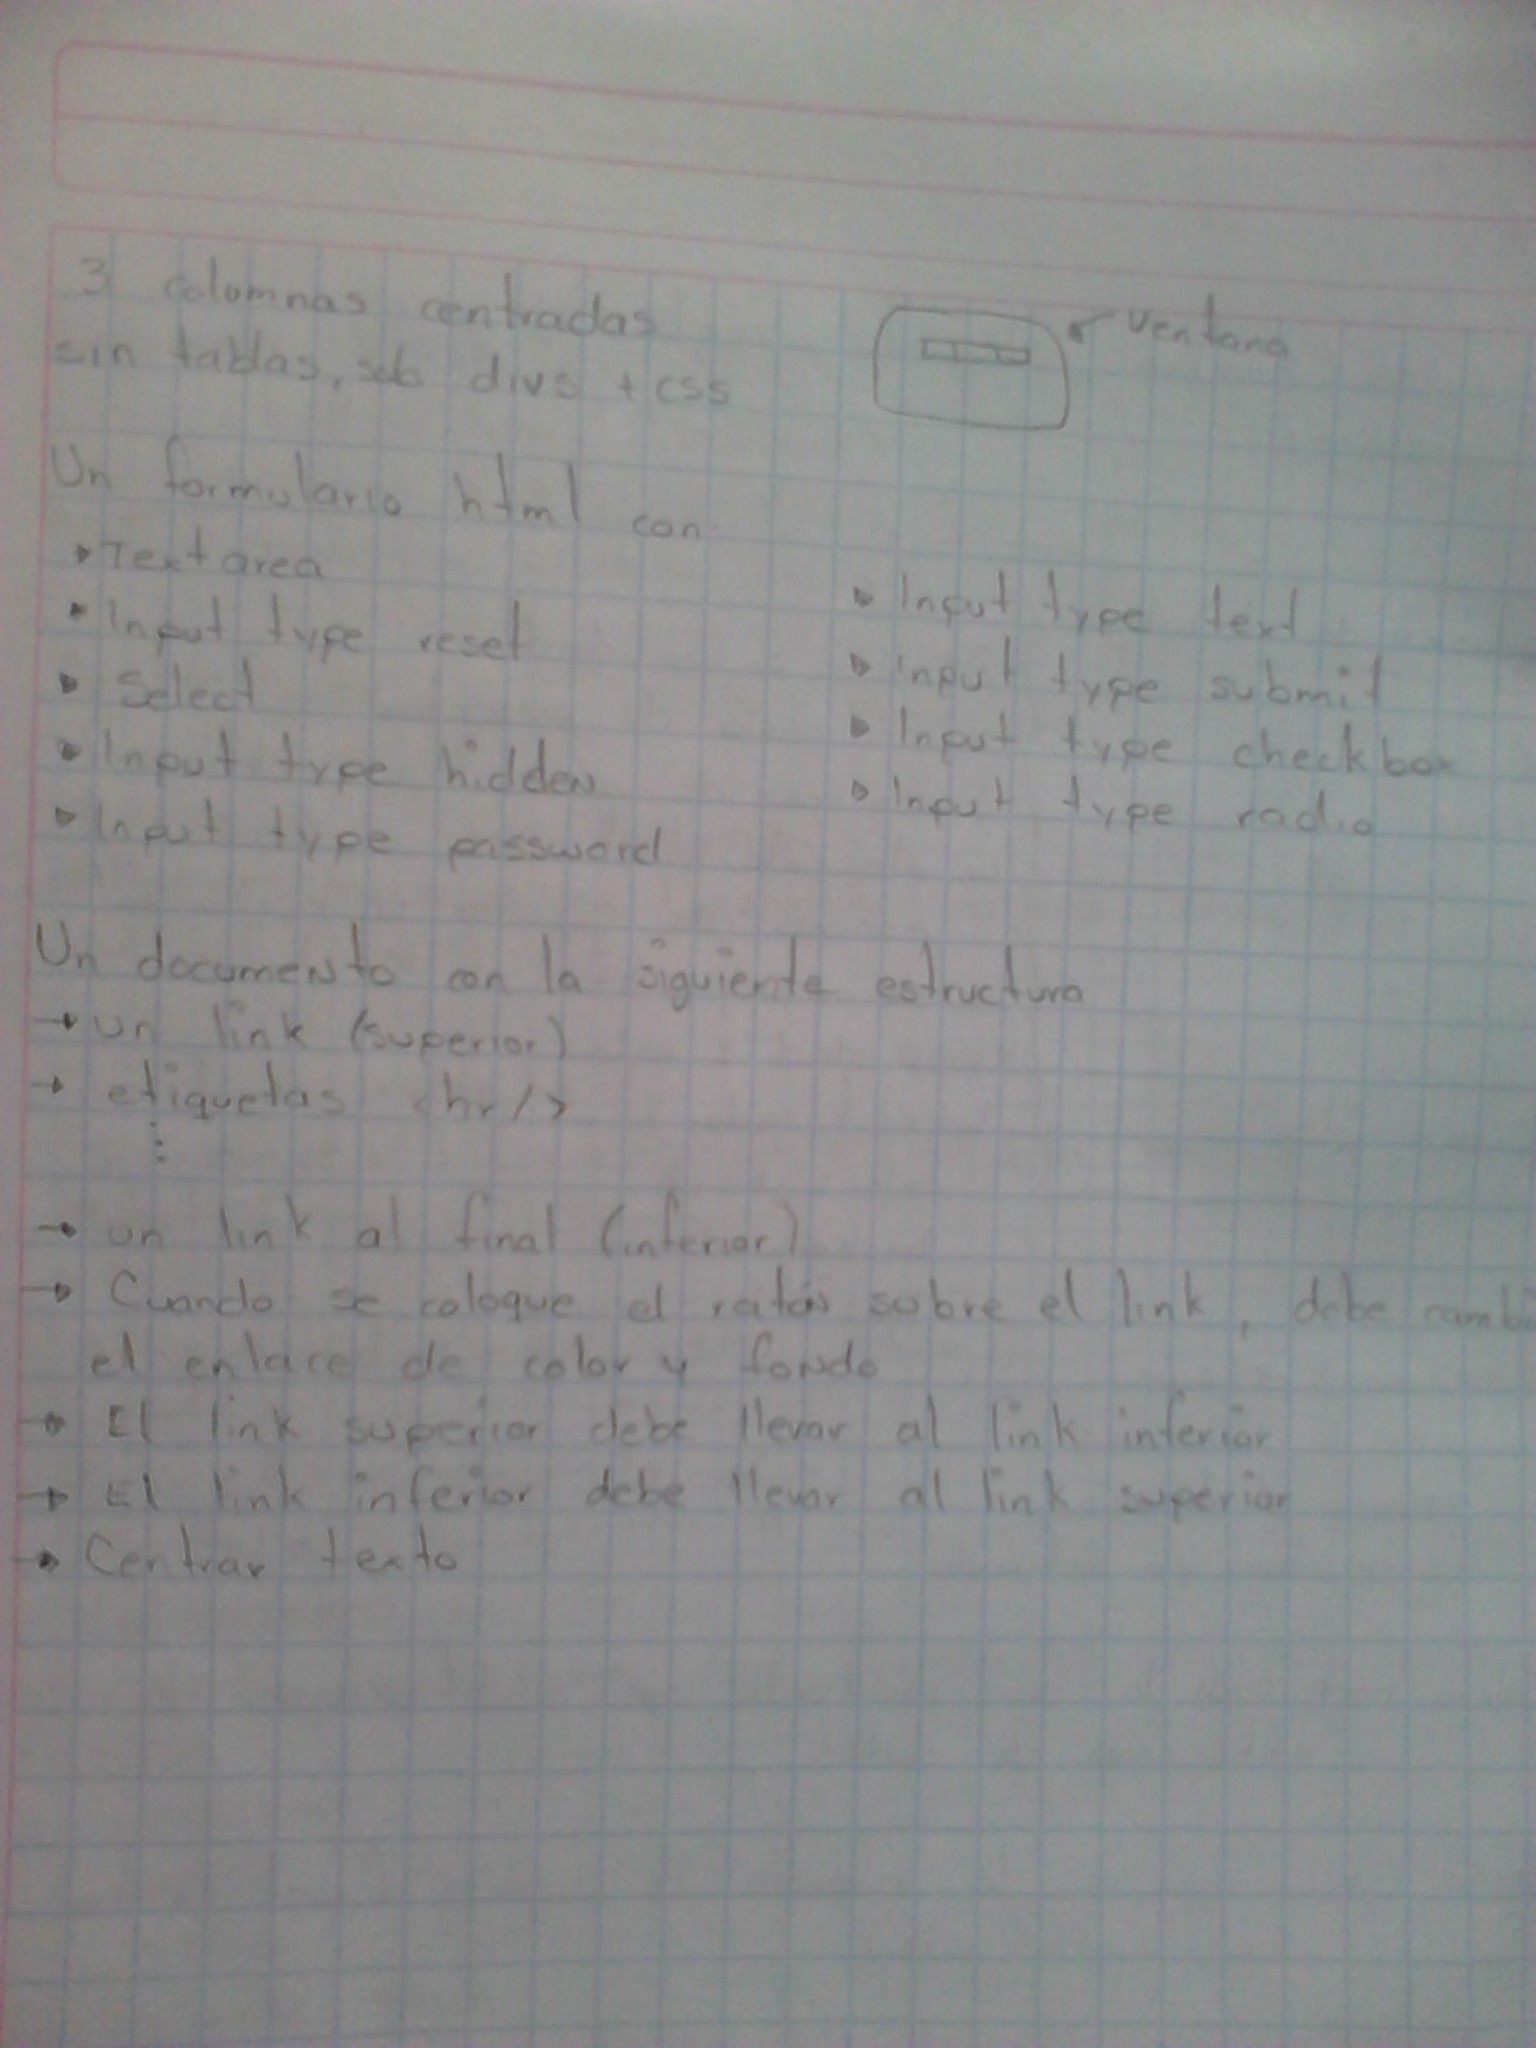 3 columnas centradas
sin tablas, solo divs + css
ventana
Un formulario html con
Textarea
Input type reset
Select
Input type hidden
Input type password
Input type text
Input type submit
Input type checkbox
Input type radio
Un documento con la siguiente estructura
→ un link (superior)
→ etiquetas <hr/>
⋮
→ un link al final (inferior)
→ Cuando se coloque el ratón sobre el link, debe cambi
el enlace de color y fondo
→ El link superior debe llevar al link inferior
→ El link inferior debe llevar al link superior
→ Centrar texto